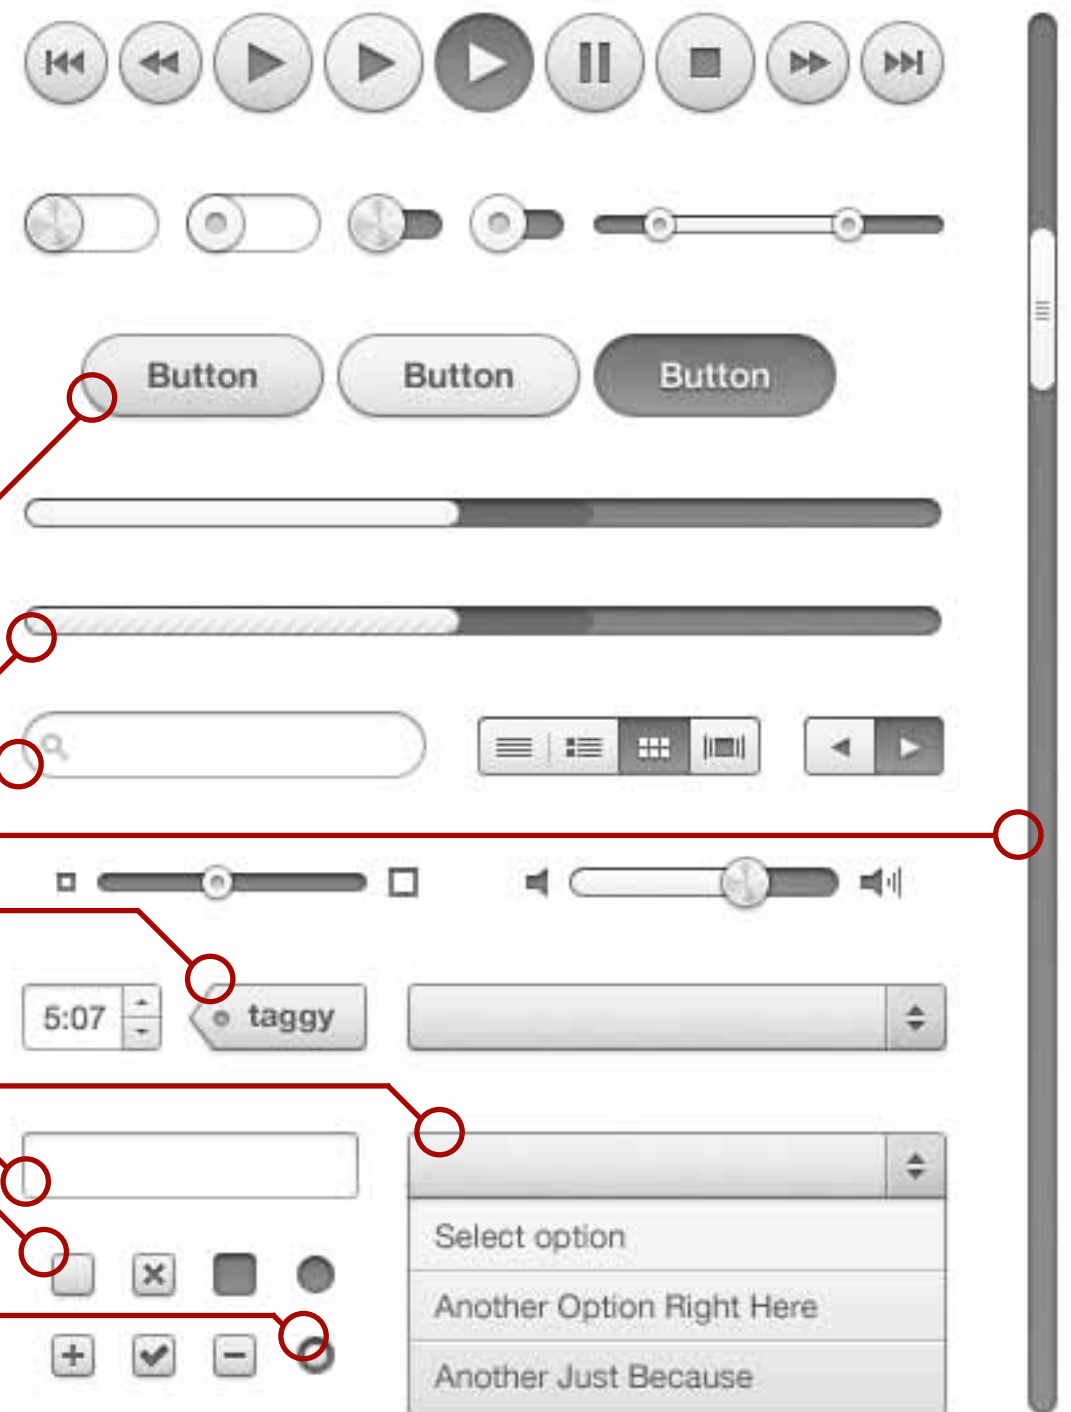 Button
Button
Button
5:07
taggy
Select option
Another Option Right Here
Another Just Because